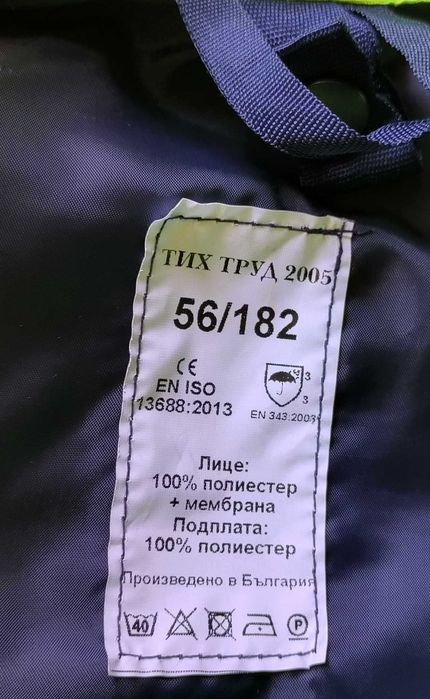 ТИХ ТРУД 2005
56/182
CE
EN ISO
13688:2013
3
3
EN 343:2003
Лице:
100% полиестер
+ мембрана
Подплата:
100% полиестер
Произведено в България
40
P